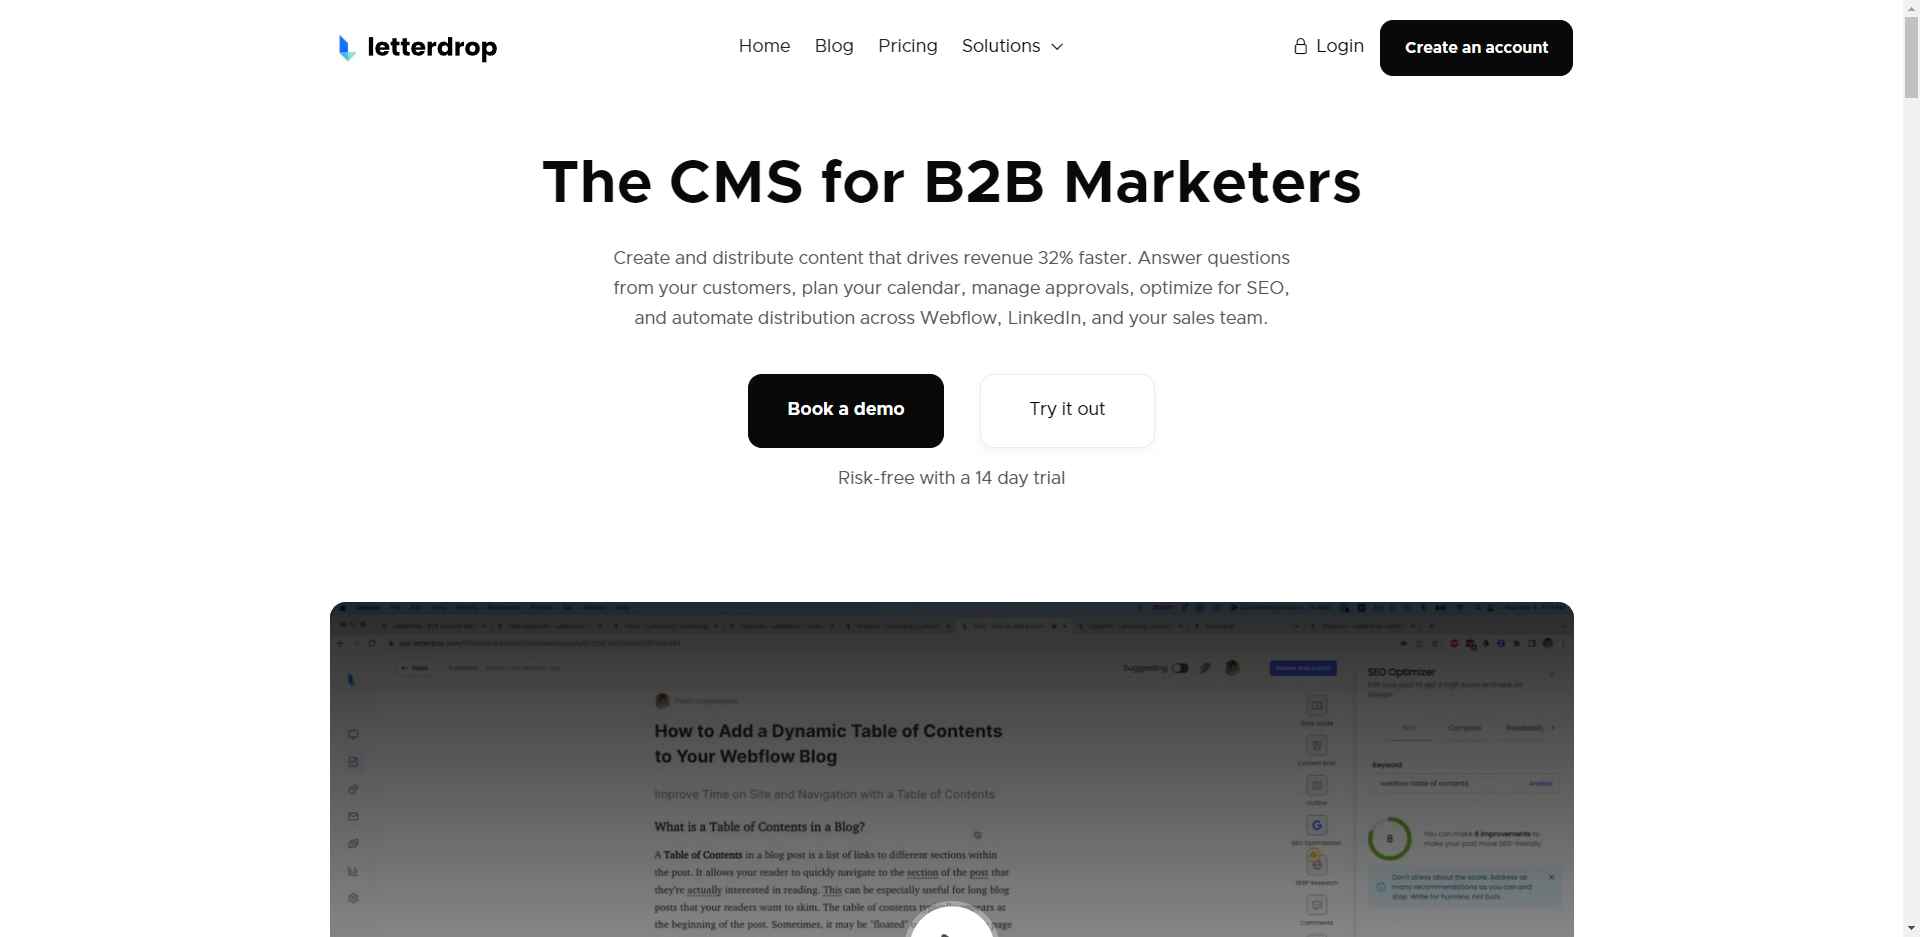 letterdrop
Home Blog Pricing Solutions
Login
Create an account
The CMS for B2B Marketers
Create and distribute content that drives revenue 32% faster. Answer questions
from your customers, plan your calendar, manage approvals, optimize for SEO,
and automate distribution across Webflow, LinkedIn, and your sales team.
Book a demo
Try it out
Risk-free with a 14 day trial
Suggesting
How to Add a Dynamic Table of Contents
to Your Webflow Blog
Improve Time on Site and Navigation with a Table of Contents
What is a Table of Contents in a Blog?
A Table of Contents in a blog post is a list of links to different sections within
the post. It allows your reader to quickly navigate to the section of the post that
they're actually interested in reading. This can be especially useful for long blog
posts that your readers want to skim. The table of contents
the beginning of the post. Sometimes, it may be "floated"
Outline
SERP Research
Comments
SEO Optimizer
Readability
Keyword
webflow table of contents
8
You can make 6 improvements to
make your post more SEO-friendly.
Don't stress about the score. Address as
many recommendations as you can and
stop. Write for humans, not bots.